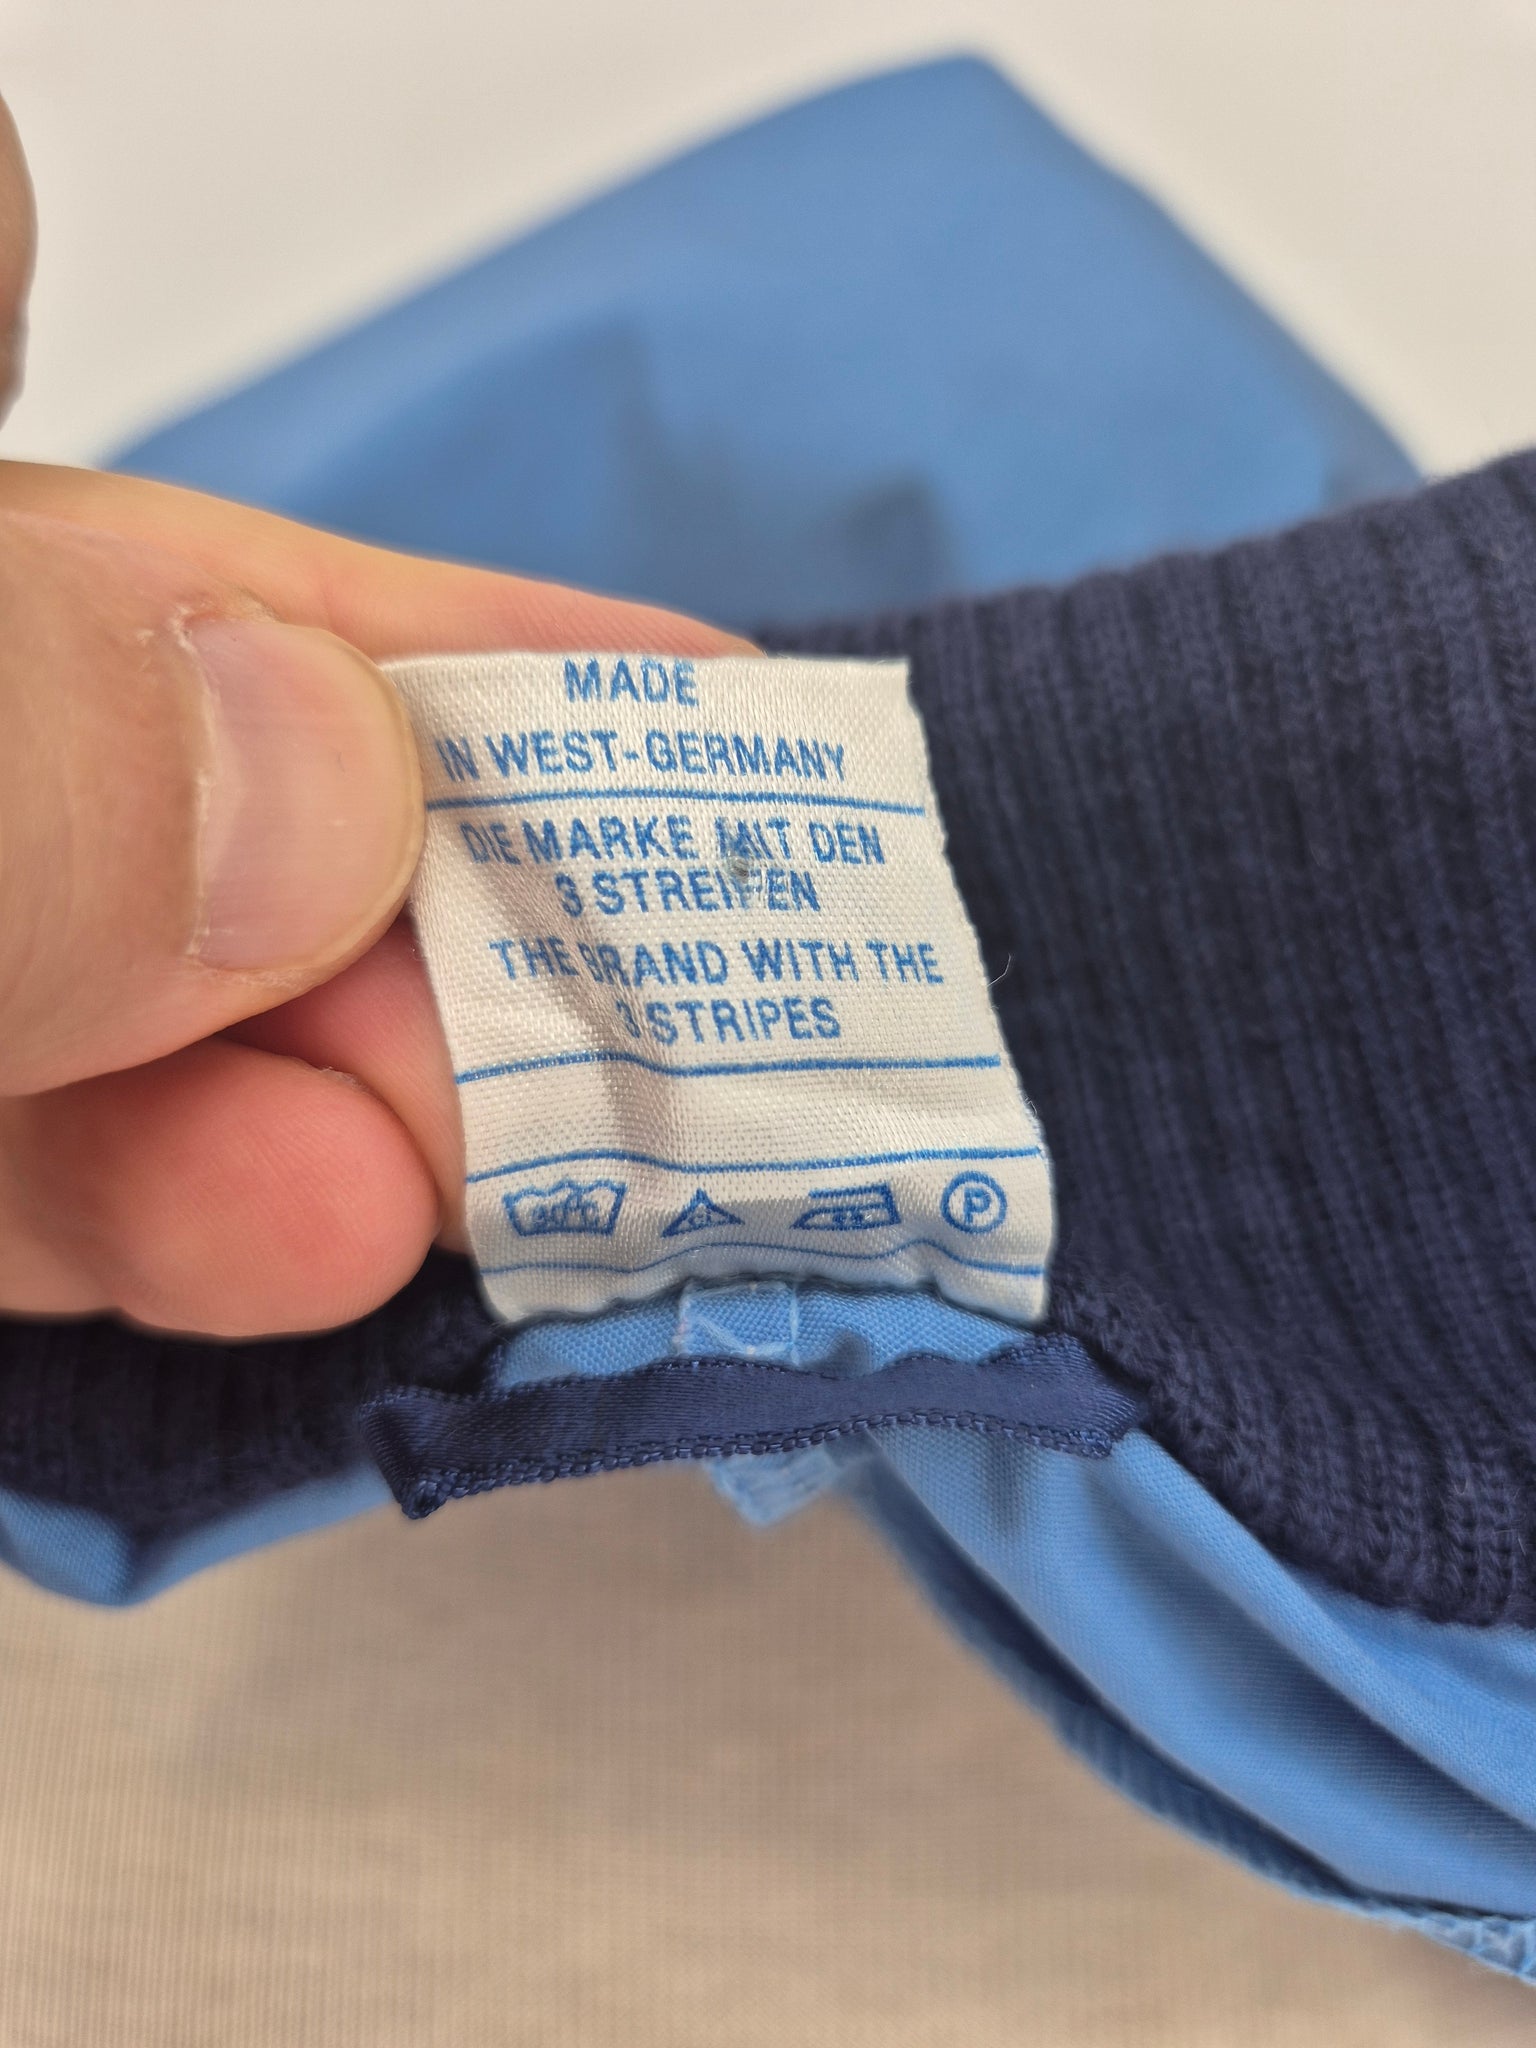 MADE
IN WEST-GERMANY
DIE MARKE MIT DEN
3 STREIFEN
THE BRAND WITH THE
3 STRIPES
P